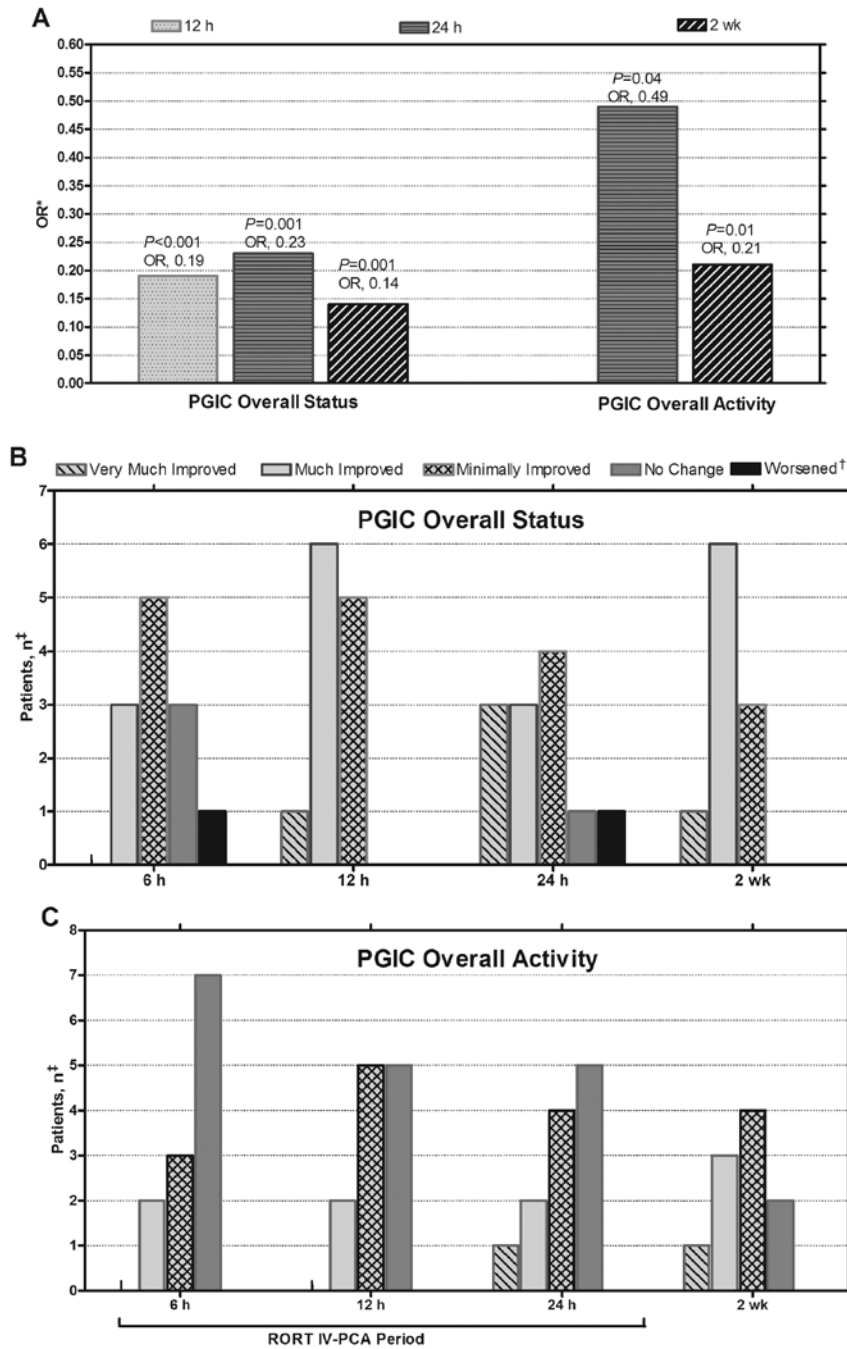 A
12 h 24 h 2 wk
0.60
0.55
0.50
0.45
0.40
0.35
0.30
0.25
0.20
0.15
0.10
0.05
0.00
OR*
P<0.001
OR, 0.19
P=0.001
OR, 0.23
P=0.001
OR, 0.14
P=0.04
OR, 0.49
P=0.01
OR, 0.21
PGIC Overall Status PGIC Overall Activity
B
Very Much Improved Much Improved Minimally Improved No Change Worsened†
PGIC Overall Status
7
6
5
4
3
2
1
0
Patients, n‡
6 h 12 h 24 h 2 wk
C
PGIC Overall Activity
8
7
6
5
4
3
2
1
0
Patients, n‡
6 h 12 h 24 h 2 wk
RORT IV-PCA Period